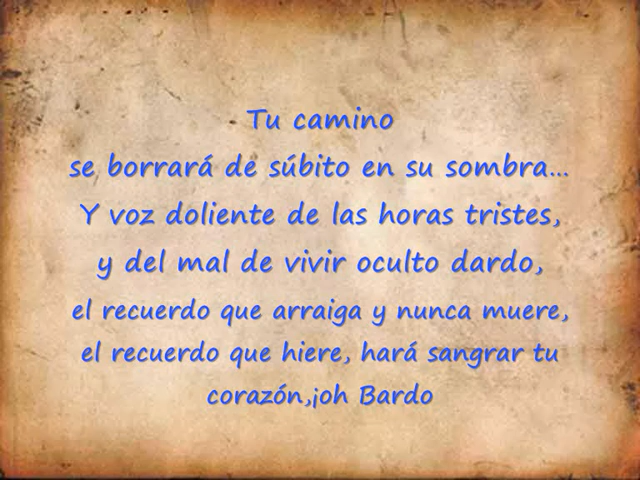 Tu camino
se borrará de súbito en su sombra...
Y voz doliente de las horas tristes,
y del mal de vivir oculto dardo,
el recuerdo que arraiga y nunca muere,
el recuerdo que hiere, hará sangrar tu
corazón,¡oh Bardo